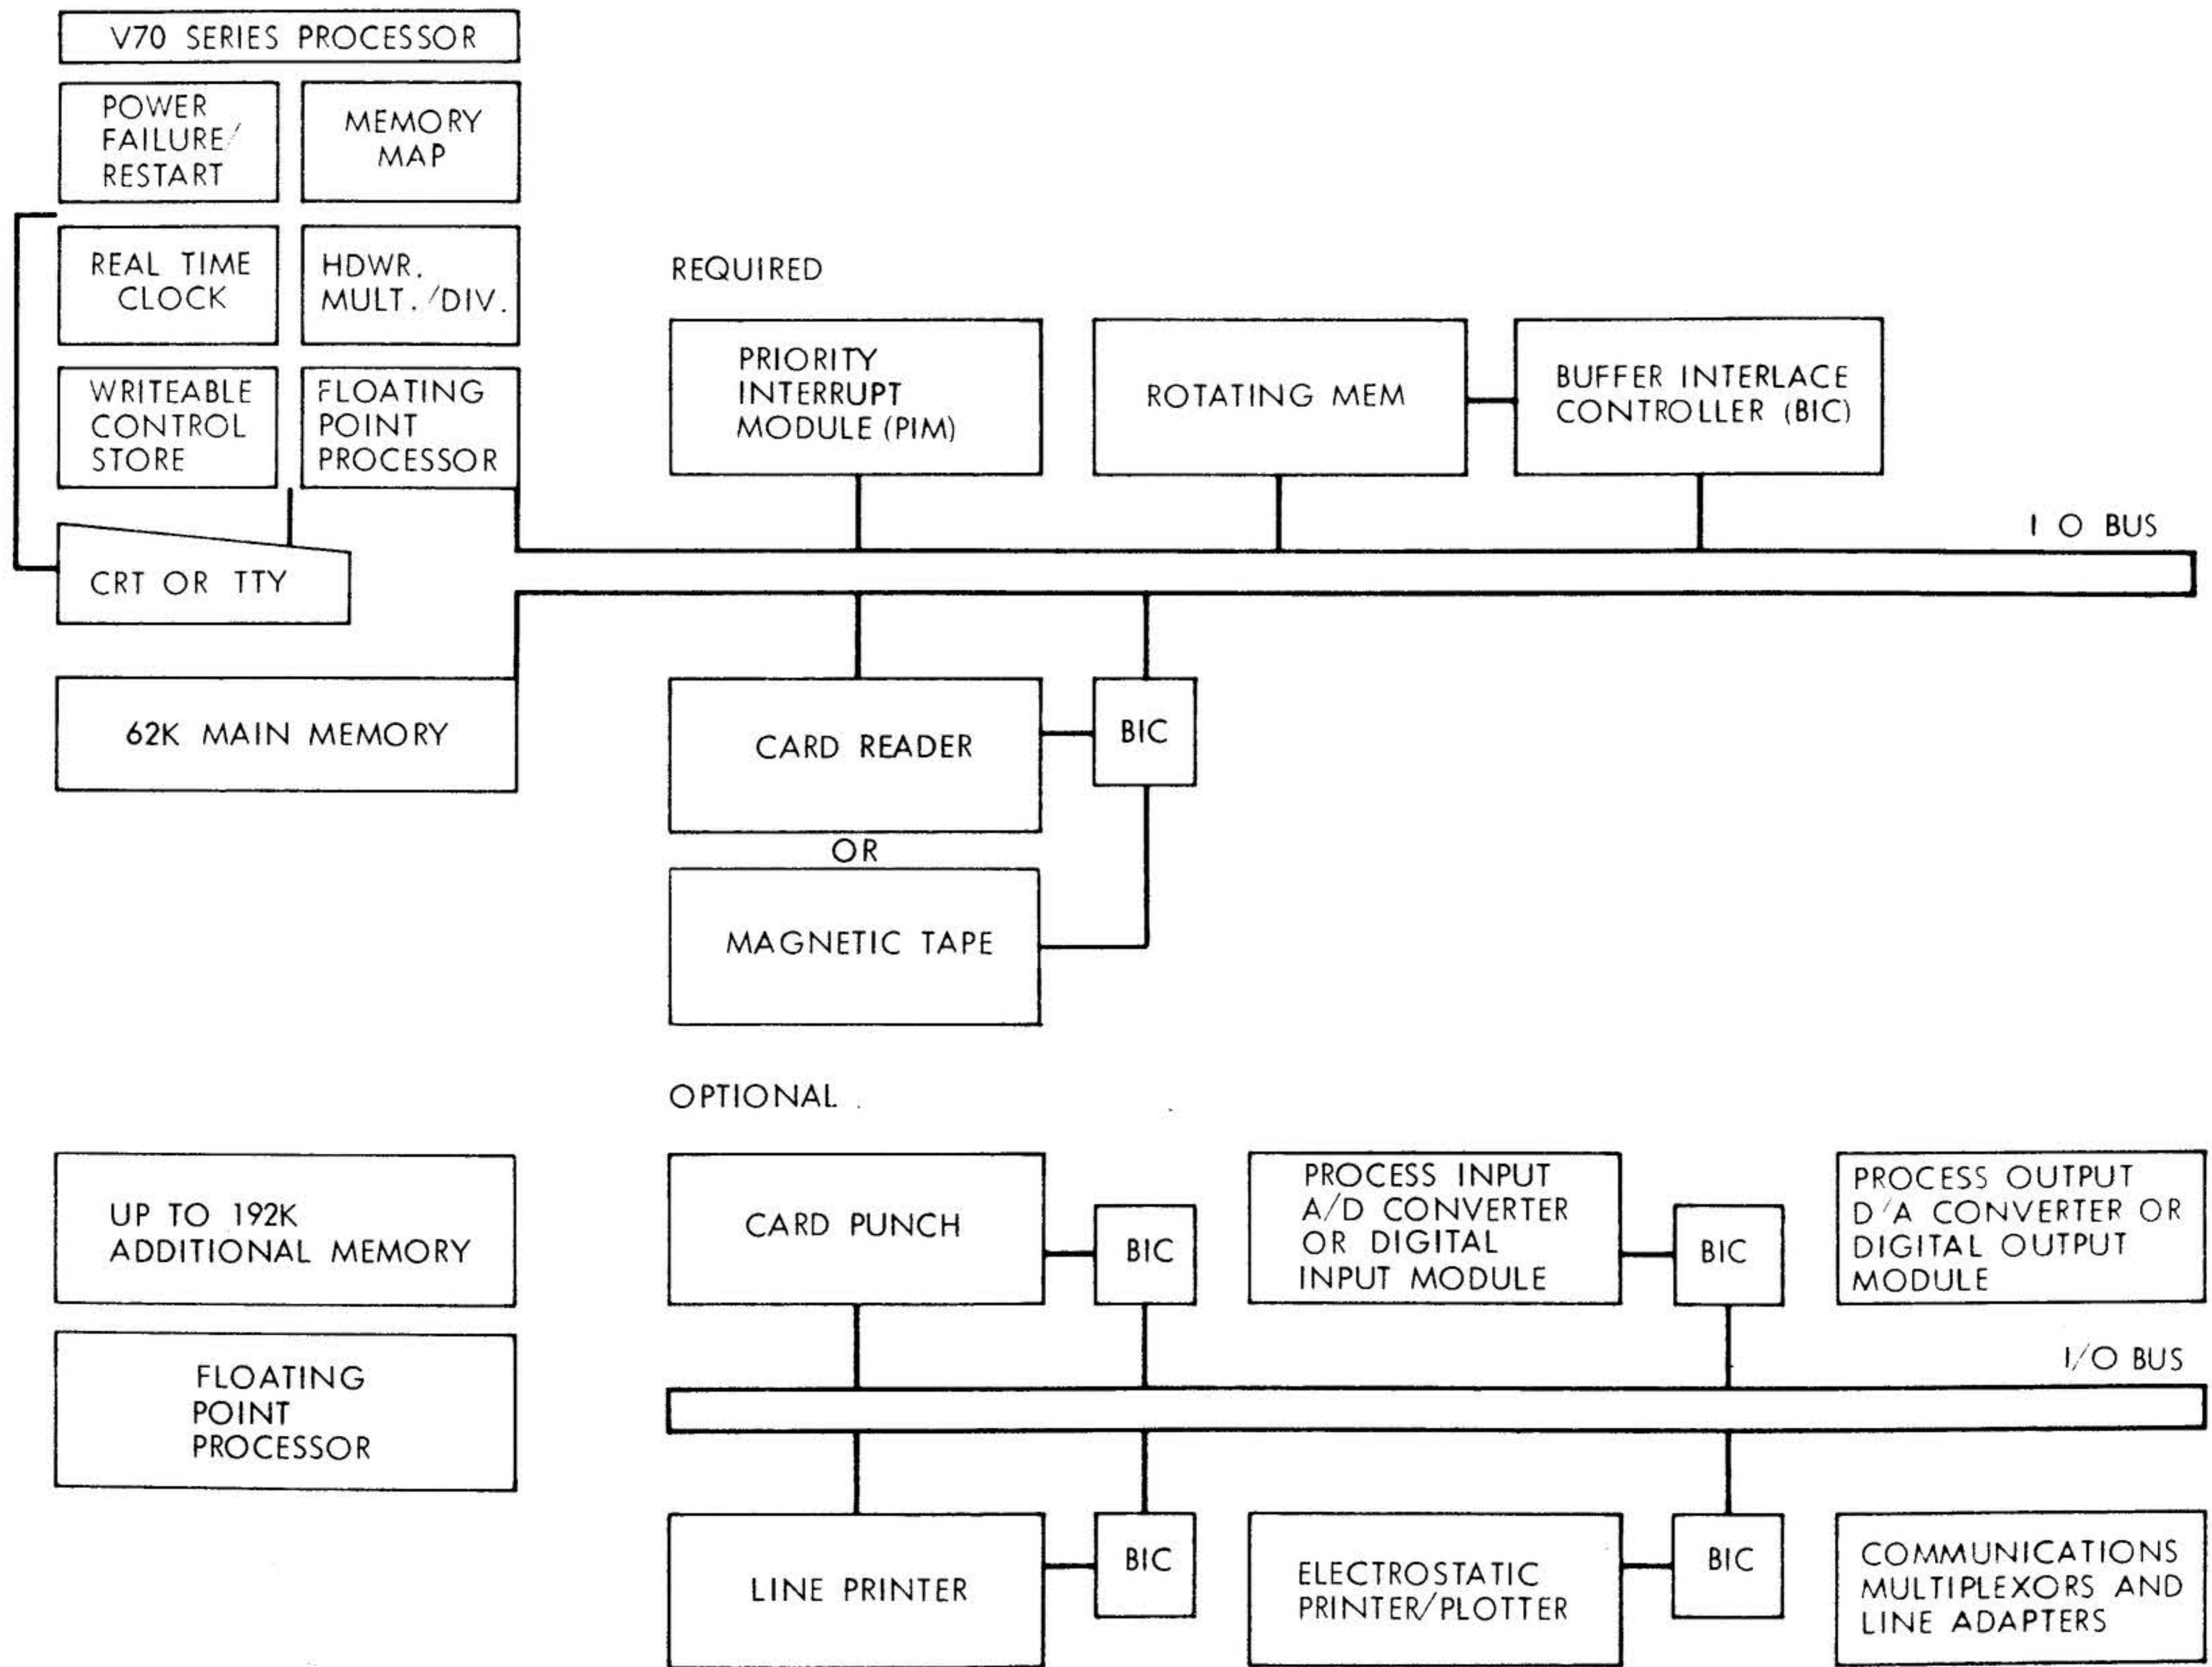 V70 SERIES PROCESSOR
POWER
FAILURE/
RESTART
MEMORY
MAP
REAL TIME
CLOCK
HDWR.
MULT./DIV.
WRITEABLE
CONTROL
STORE
FLOATING
POINT
PROCESSOR
CRT OR TTY
62K MAIN MEMORY
REQUIRED
PRIORITY
INTERRUPT
MODULE (PIM)
ROTATING MEM
BUFFER INTERLACE
CONTROLLER (BIC)
I O BUS
CARD READER
BIC
OR
MAGNETIC TAPE
OPTIONAL
UP TO 192K
ADDITIONAL MEMORY
FLOATING
POINT
PROCESSOR
CARD PUNCH
BIC
PROCESS INPUT
A/D CONVERTER
OR DIGITAL
INPUT MODULE
BIC
PROCESS OUTPUT
D/A CONVERTER OR
DIGITAL OUTPUT
MODULE
I/O BUS
LINE PRINTER
BIC
ELECTROSTATIC
PRINTER/PLOTTER
BIC
COMMUNICATIONS
MULTIPLEXORS AND
LINE ADAPTERS